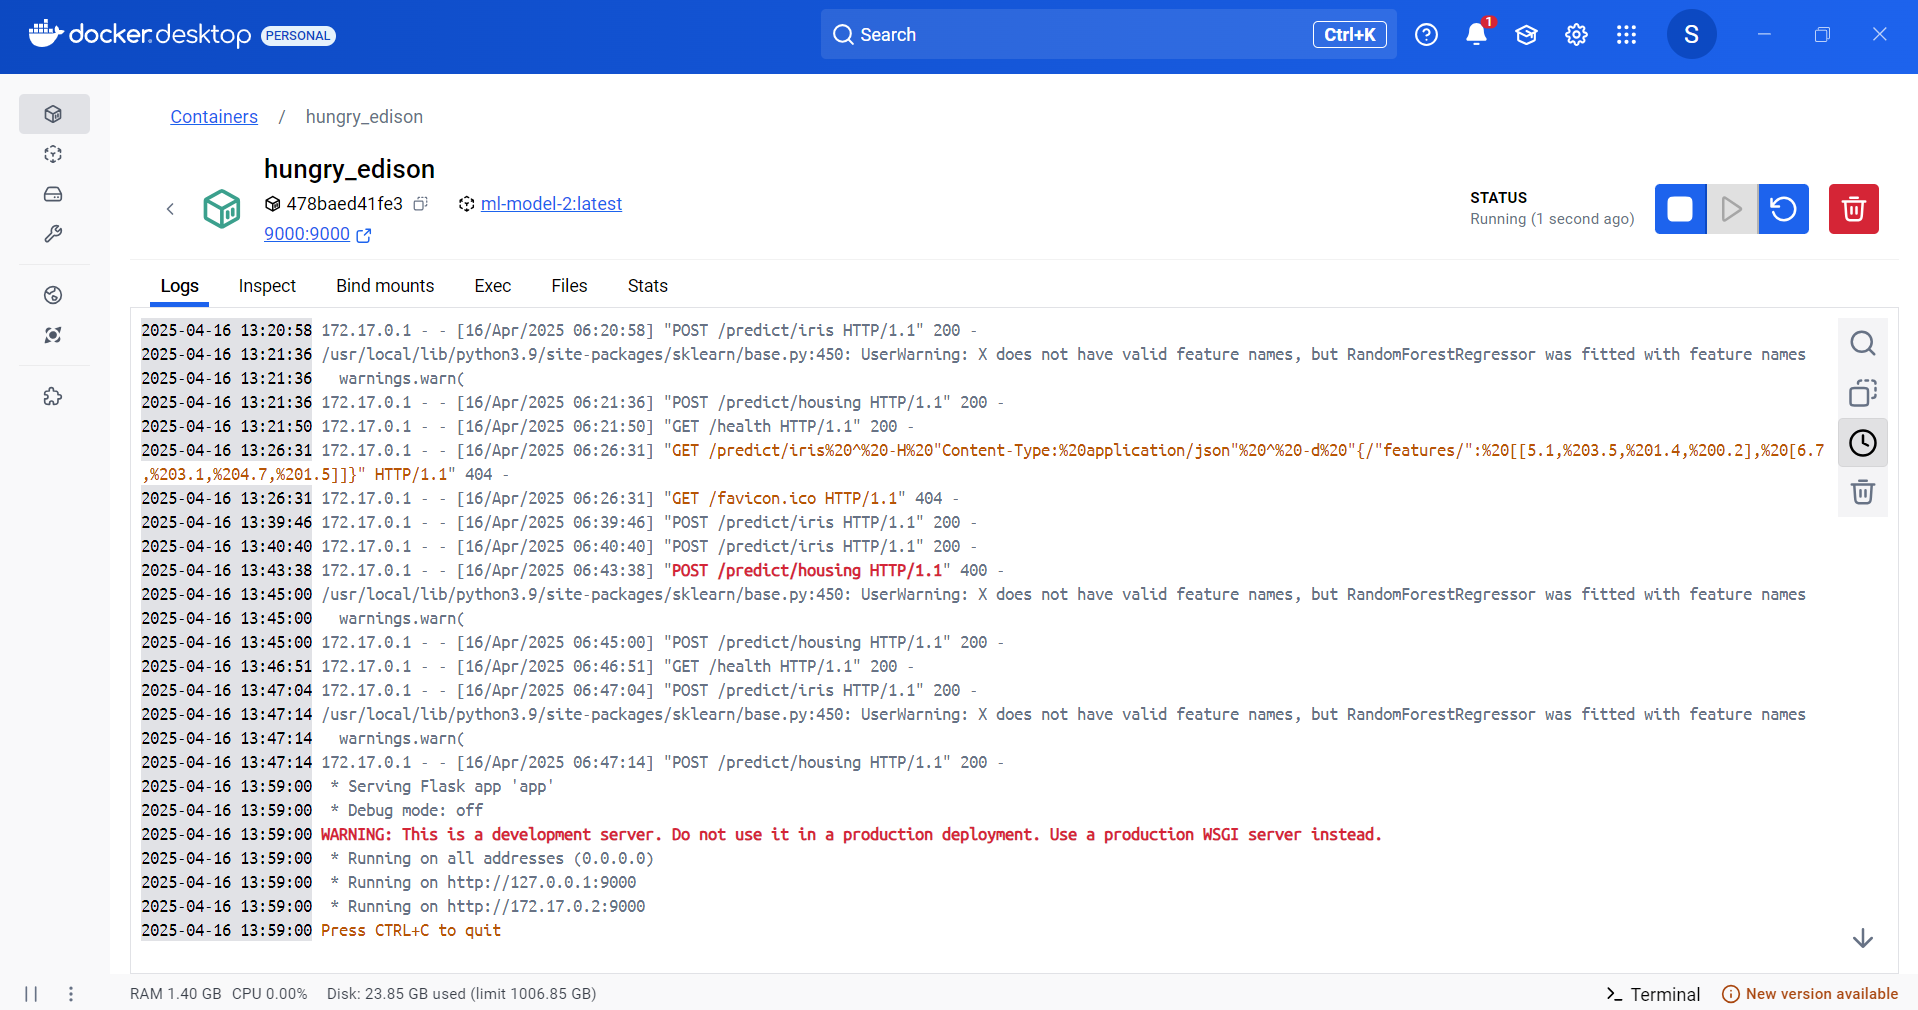 docker.desktop PERSONAL
Search
Ctrl+K
1
S
Containers / hungry_edison
hungry_edison
478baed41fe3 ml-model-2:latest
9000:9000
STATUS
Running (1 second ago)
Logs Inspect Bind mounts Exec Files Stats
2025-04-16 13:20:58 172.17.0.1 - - [16/Apr/2025 06:20:58] "POST /predict/iris HTTP/1.1" 200 -
2025-04-16 13:21:36 /usr/local/lib/python3.9/site-packages/sklearn/base.py:450: UserWarning: X does not have valid feature names, but RandomForestRegressor was fitted with feature names
2025-04-16 13:21:36 warnings.warn(
2025-04-16 13:21:36 172.17.0.1 - - [16/Apr/2025 06:21:36] "POST /predict/housing HTTP/1.1" 200 -
2025-04-16 13:21:50 172.17.0.1 - - [16/Apr/2025 06:21:50] "GET /health HTTP/1.1" 200 -
2025-04-16 13:26:31 172.17.0.1 - - [16/Apr/2025 06:26:31] "GET /predict/iris%20^%20-H%20"Content-Type:%20application/json"%20^%20-d%20"{/"features/":%20[[5.1,%203.5,%201.4,%200.2],%20[6.7
,%203.1,%204.7,%201.5]]}" HTTP/1.1" 404 -
2025-04-16 13:26:31 172.17.0.1 - - [16/Apr/2025 06:26:31] "GET /favicon.ico HTTP/1.1" 404 -
2025-04-16 13:39:46 172.17.0.1 - - [16/Apr/2025 06:39:46] "POST /predict/iris HTTP/1.1" 200 -
2025-04-16 13:40:40 172.17.0.1 - - [16/Apr/2025 06:40:40] "POST /predict/iris HTTP/1.1" 200 -
2025-04-16 13:43:38 172.17.0.1 - - [16/Apr/2025 06:43:38] "POST /predict/housing HTTP/1.1" 400 -
2025-04-16 13:45:00 /usr/local/lib/python3.9/site-packages/sklearn/base.py:450: UserWarning: X does not have valid feature names, but RandomForestRegressor was fitted with feature names
2025-04-16 13:45:00 warnings.warn(
2025-04-16 13:45:00 172.17.0.1 - - [16/Apr/2025 06:45:00] "POST /predict/housing HTTP/1.1" 200 -
2025-04-16 13:46:51 172.17.0.1 - - [16/Apr/2025 06:46:51] "GET /health HTTP/1.1" 200 -
2025-04-16 13:47:04 172.17.0.1 - - [16/Apr/2025 06:47:04] "POST /predict/iris HTTP/1.1" 200 -
2025-04-16 13:47:14 /usr/local/lib/python3.9/site-packages/sklearn/base.py:450: UserWarning: X does not have valid feature names, but RandomForestRegressor was fitted with feature names
2025-04-16 13:47:14 warnings.warn(
2025-04-16 13:47:14 172.17.0.1 - - [16/Apr/2025 06:47:14] "POST /predict/housing HTTP/1.1" 200 -
2025-04-16 13:59:00 * Serving Flask app 'app'
2025-04-16 13:59:00 * Debug mode: off
2025-04-16 13:59:00 WARNING: This is a development server. Do not use it in a production deployment. Use a production WSGI server instead.
2025-04-16 13:59:00 * Running on all addresses (0.0.0.0)
2025-04-16 13:59:00 * Running on http://127.0.0.1:9000
2025-04-16 13:59:00 * Running on http://172.17.0.2:9000
2025-04-16 13:59:00 Press CTRL+C to quit
RAM 1.40 GB CPU 0.00% Disk: 23.85 GB used (limit 1006.85 GB)
Terminal
New version available